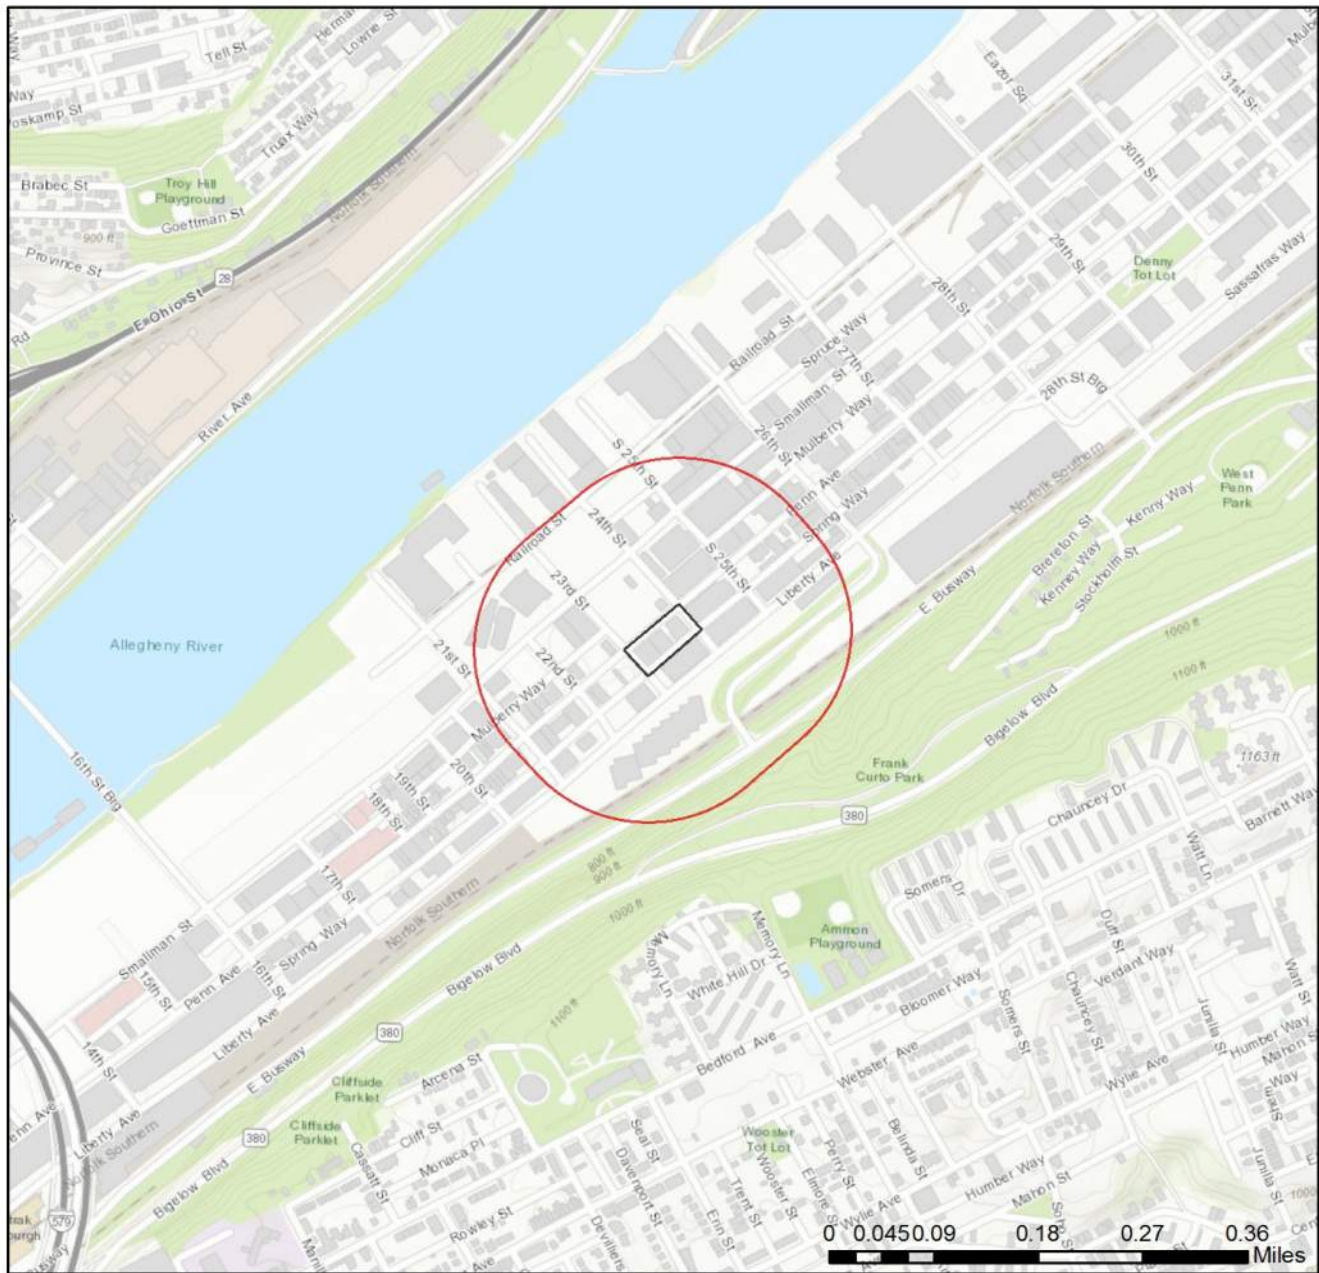 Herman
Lowrie St
Tell St
Way
Way
Troy Hill
Playground
Truax Way
Brabec St
Goettman St
900 ft
Province St
Rd
E Ohio St
28
Norfolk Southern
River Ave
Allegheny River
16th St Brg
Eazor Sq
31st St
30th St
29th St
28th St
Denny
Tot Lot
Sassafras Way
Railroad St
Spruce Way
27th St
Smallman St
Mulberry Way
26th St
28th St Brg
Penn Ave
Spring Way
S 25th St
24th St
Railroad St
23rd St
S 25th St
Liberty Ave
22nd St
21st St
Mulberry Way
20th St
19th St
18th St
17th St
E Busway
Norfolk Southern
West
Penn
Park
Kenny Way
Brereton St
Kenney Way
Stockholm St
1000 ft
1100 ft
Bigelow Blvd
Frank
Curto Park
380
1163 ft
Chauncey Dr
Barnett Way
Watt Ln
800 ft
900 ft
1000 ft
Norfolk Southern
Smallman St
Spring Way
16th St
Penn Ave
15th St
14th St
Liberty Ave
Bigelow Blvd
1100 ft
Memory Ln
Memory Ln
White Hill Dr
Ammon
Playground
Somers Dr
Duff St
Verdant Way
Bloomer Way
Bedford Ave
Webster Ave
Somers St
Chauncey St
Junilla St
Watt St
Humber Way
Mahon St
Wylie Ave
Way
E Busway
380
Arcena St
Cliffside
Parklet
Cliffside
Parklet
Cliff St
Monaca Pl
Cassatt St
Liberty Ave
Norfolk Southern
380
Bigelow Blvd
579
Busway
Rowley St
Seal St
Davenport St
Wooster
Tot Lot
Trent St
Wooster St
Erin St
Perry St
Elmore St
Belinda St
Wylie Ave
Humber Way
Mahon St
Soho St
Junilla St
1000
0 0.045 0.09 0.18 0.27 0.36
Miles